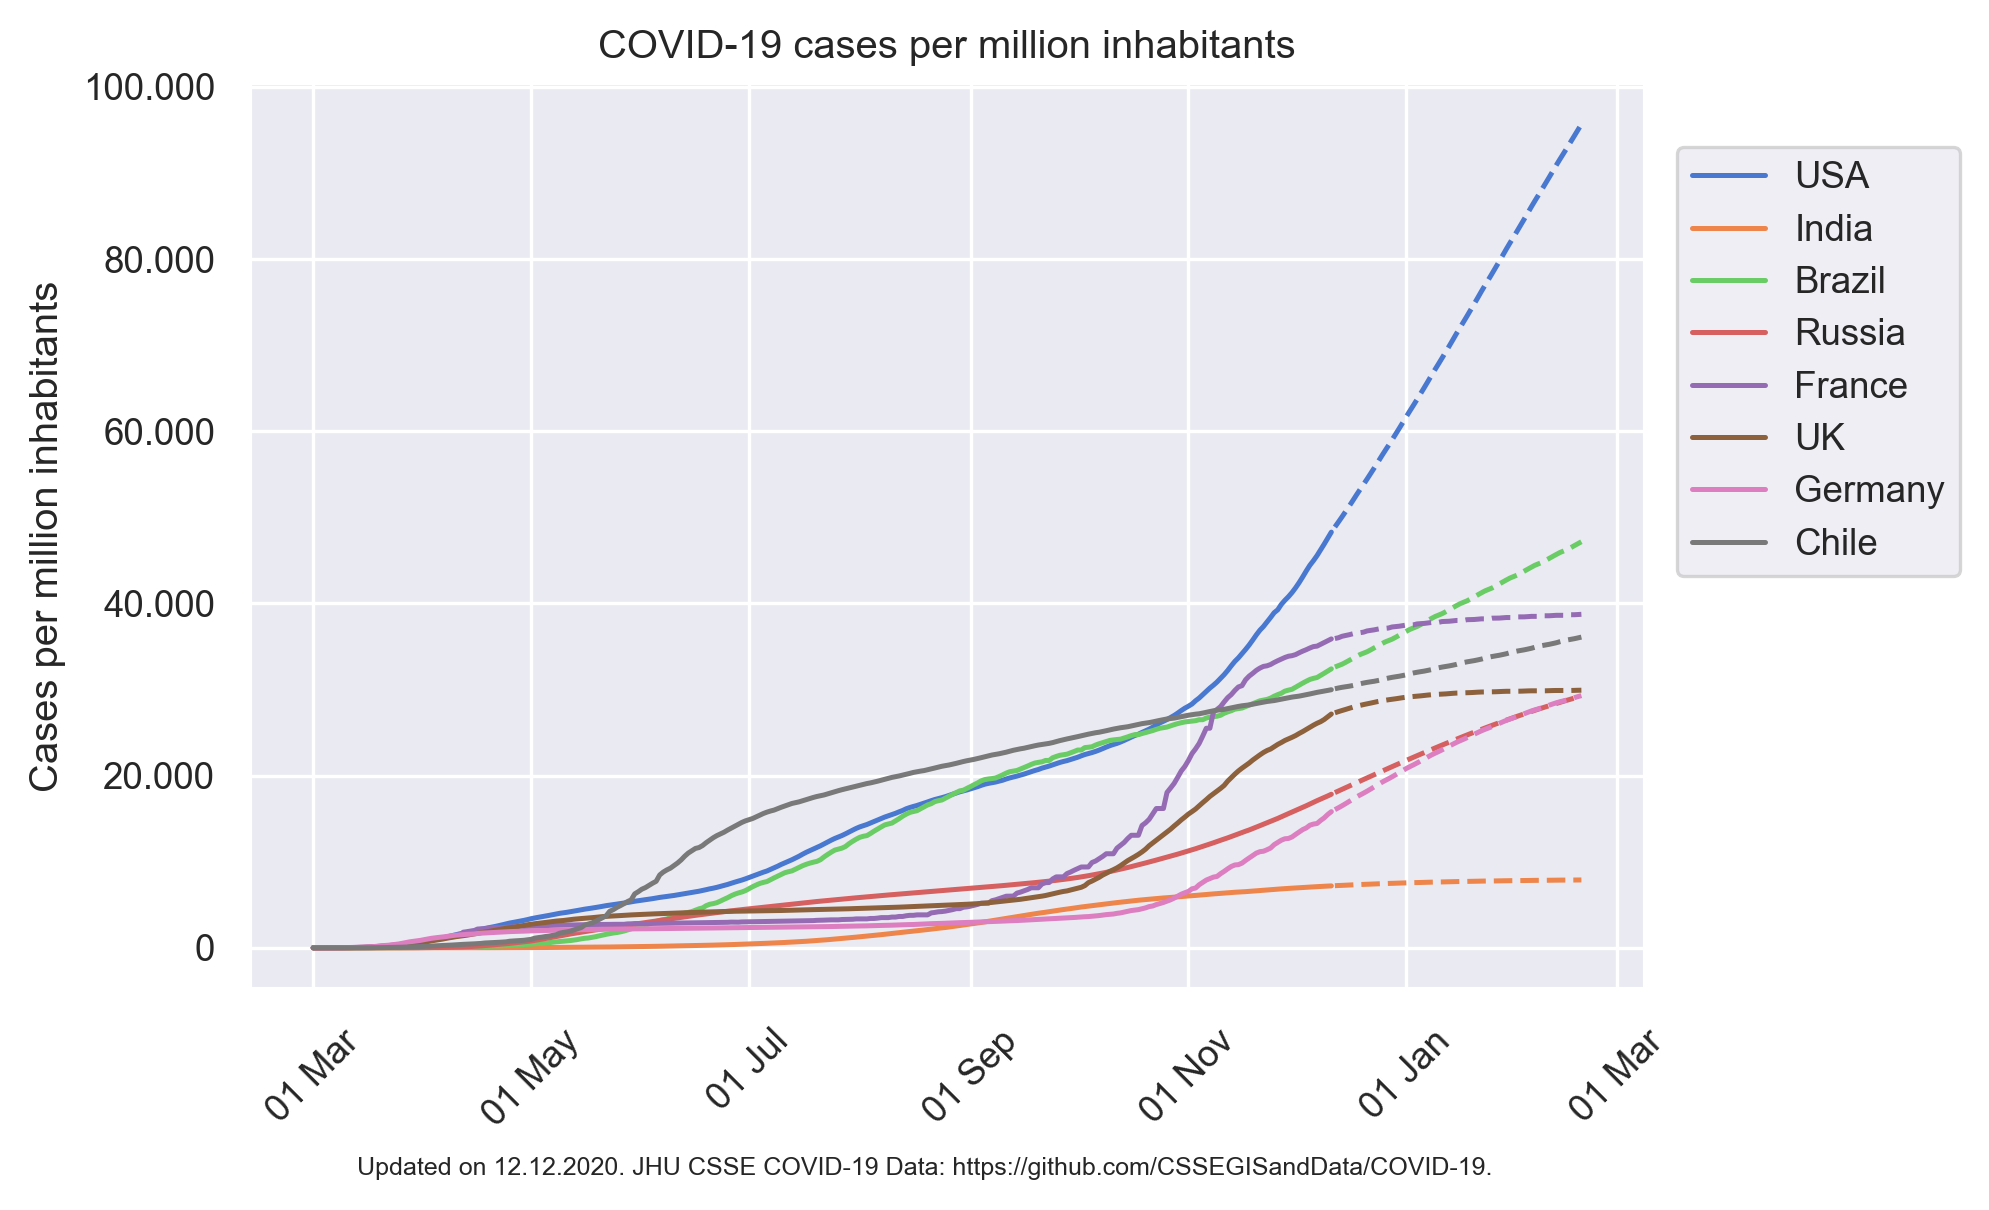 COVID-19 cases per million inhabitants
100.000
80.000
60.000
40.000
20.000
0
Cases per million inhabitants
USA
India
Brazil
Russia
France
UK
Germany
Chile
01 Mar
01 May
01 Jul
01 Sep
01 Nov
01 Jan
01 Mar
Updated on 12.12.2020. JHU CSSE COVID-19 Data: https://github.com/CSSEGISandData/COVID-19.